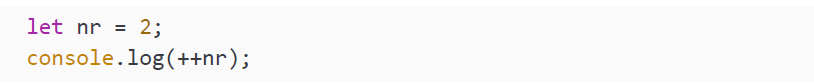 let nr = 2;
console.log(++nr);